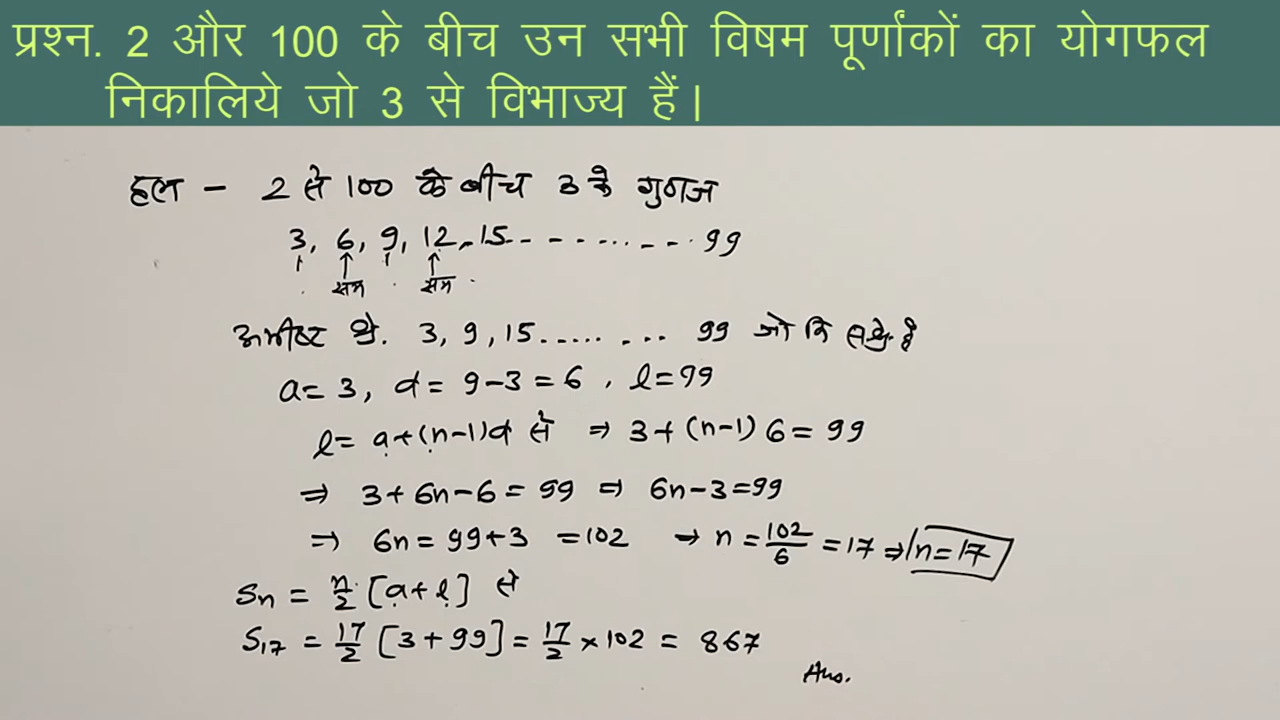 प्रश्न. 2 और 100 के बीच उन सभी विषम पूर्णांकों का योगफल
निकालिये जो 3 से विभाज्य हैं।
हल - 2 से 100 के बीच 3 के गुणज
3, 6, 9, 12, 15 - - - ..... - - - 99
सम सम
अभीष्ट श्रे. 3, 9, 15 ........ ... 99 जो कि स.श्रे. है
a = 3, d = 9-3 = 6, l = 99
l = a+(n-1)d से ⇒ 3+(n-1) 6 = 99
⇒ 3+6n-6 = 99 ⇒ 6n-3 = 99
⇒ 6n = 99+3 = 102 → n = 102/6 = 17 ⇒ n = 17
Sn = n/2 [a+l] से
S17 = 17/2 [3+99] = 17/2 × 102 = 867
Ans.